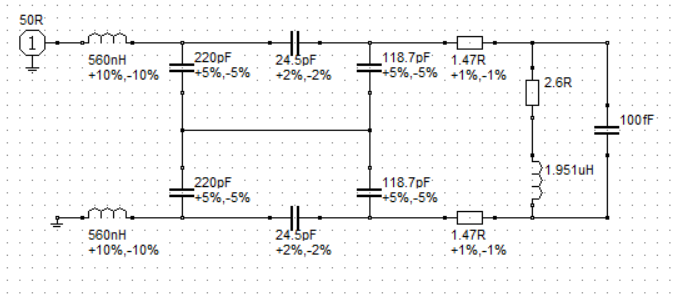 50R
1
560nH
+10%,-10%
220pF
+5%,-5%
24.5pF
+2%,-2%
118.7pF
+5%,-5%
1.47R
+1%,-1%
2.6R
100fF
1.951uH
220pF
+5%,-5%
118.7pF
+5%,-5%
560nH
+10%,-10%
24.5pF
+2%,-2%
1.47R
+1%,-1%